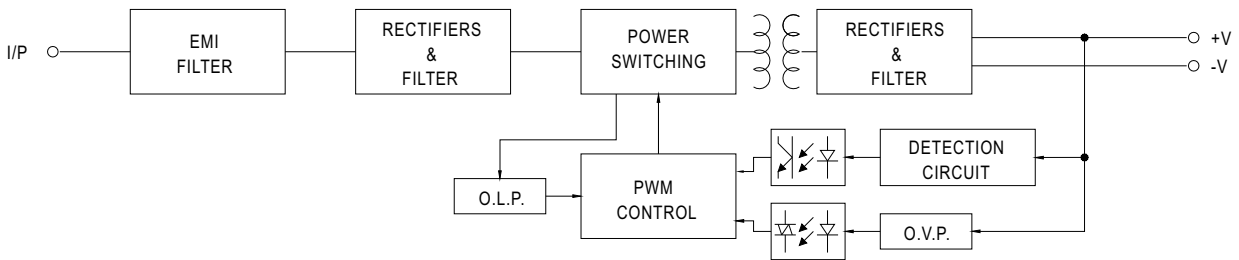 I/P
EMI
FILTER
RECTIFIERS
&
FILTER
POWER
SWITCHING
RECTIFIERS
&
FILTER
+V
-V
O.L.P.
PWM
CONTROL
DETECTION
CIRCUIT
O.V.P.